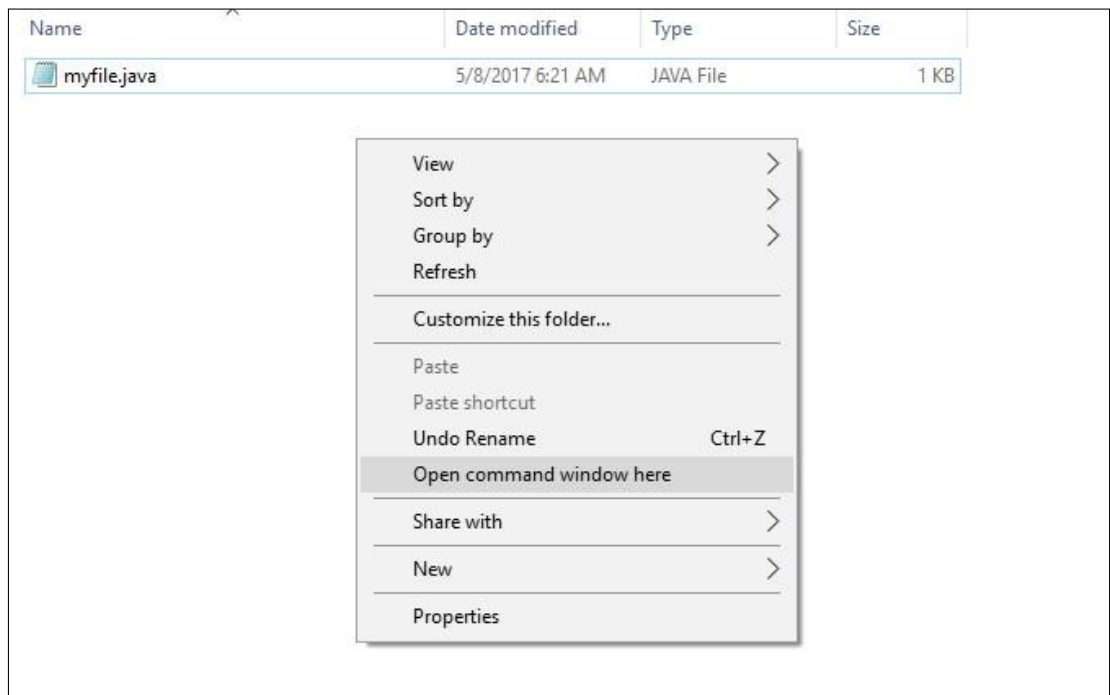 Name Date modified Type Size
myfile.java 5/8/2017 6:21 AM JAVA File 1 KB
View
Sort by
Group by
Refresh
Customize this folder...
Paste
Paste shortcut
Undo Rename Ctrl+Z
Open command window here
Share with
New
Properties